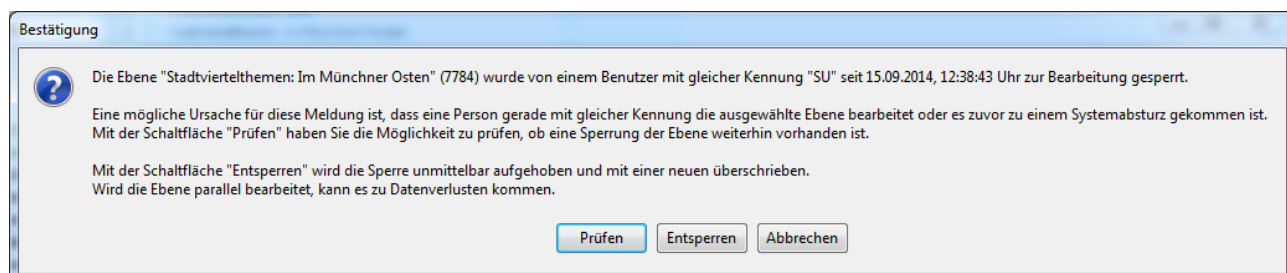 Bestätigung
Die Ebene "Stadtviertelthemen: Im Münchner Osten" (7784) wurde von einem Benutzer mit gleicher Kennung "SU" seit 15.09.2014, 12:38:43 Uhr zur Bearbeitung gesperrt.
Eine mögliche Ursache für diese Meldung ist, dass eine Person gerade mit gleicher Kennung die ausgewählte Ebene bearbeitet oder es zuvor zu einem Systemabsturz gekommen ist.
Mit der Schaltfläche "Prüfen" haben Sie die Möglichkeit zu prüfen, ob eine Sperrung der Ebene weiterhin vorhanden ist.
Mit der Schaltfläche "Entsperren" wird die Sperre unmittelbar aufgehoben und mit einer neuen überschrieben.
Wird die Ebene parallel bearbeitet, kann es zu Datenverlusten kommen.
Prüfen Entsperren Abbrechen